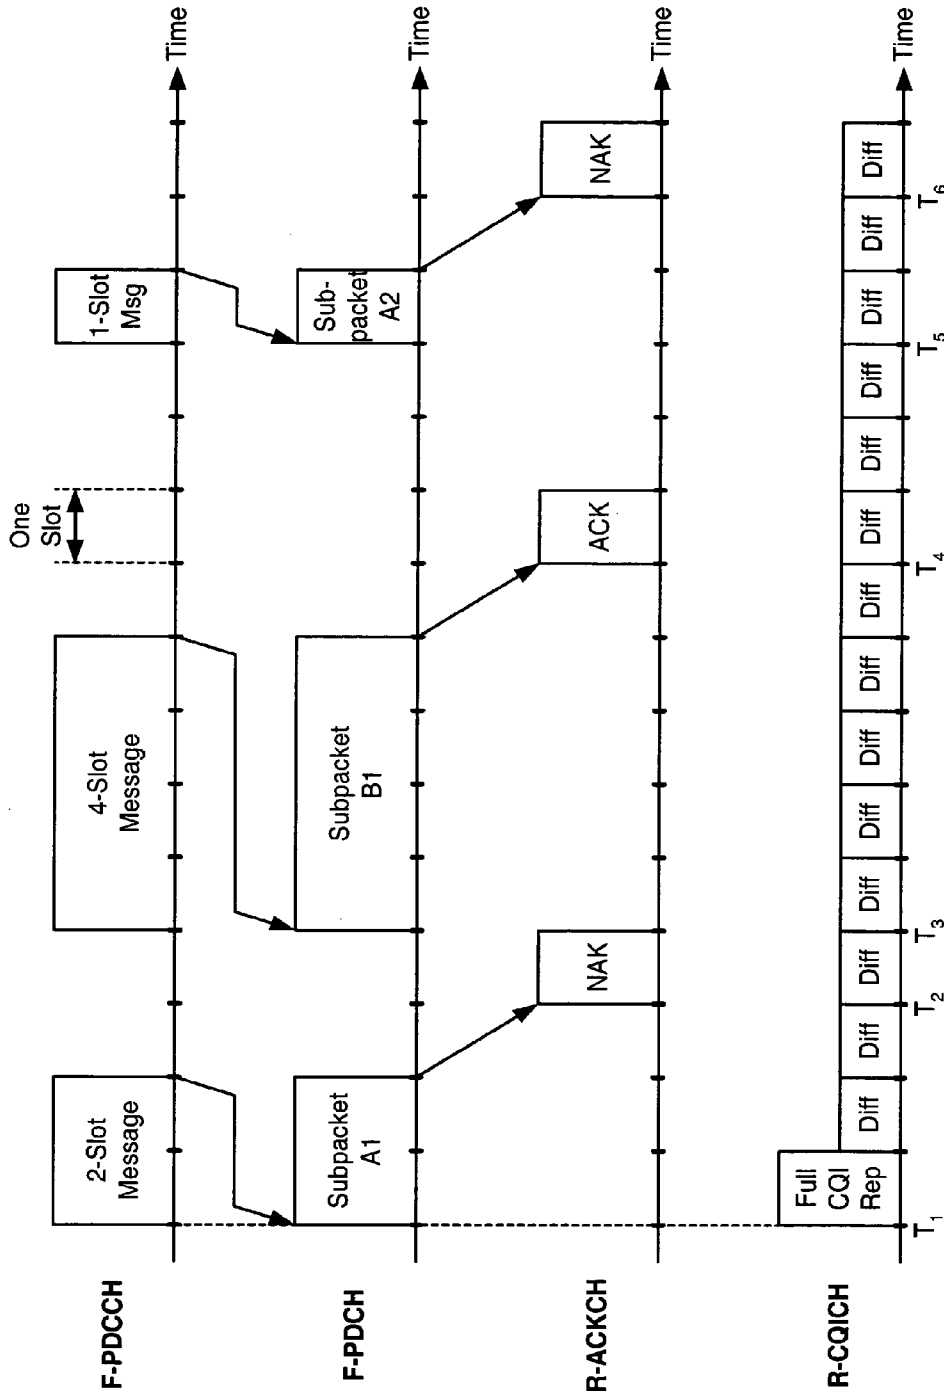 One
Slot
F-PDCCH
2-Slot
Message
4-Slot
Message
1-Slot
Msg
Time
F-PDCH
Subpacket
A1
Subpacket
B1
Sub-
packet
A2
Time
R-ACKCH
NAK
ACK
NAK
Time
R-CQICH
Full
CQI
Rep
Diff
Diff
Diff
Diff
Diff
Diff
Diff
Diff
Diff
Diff
Diff
Diff
Diff
Diff
Time
T1
T2
T3
T4
T5
T6